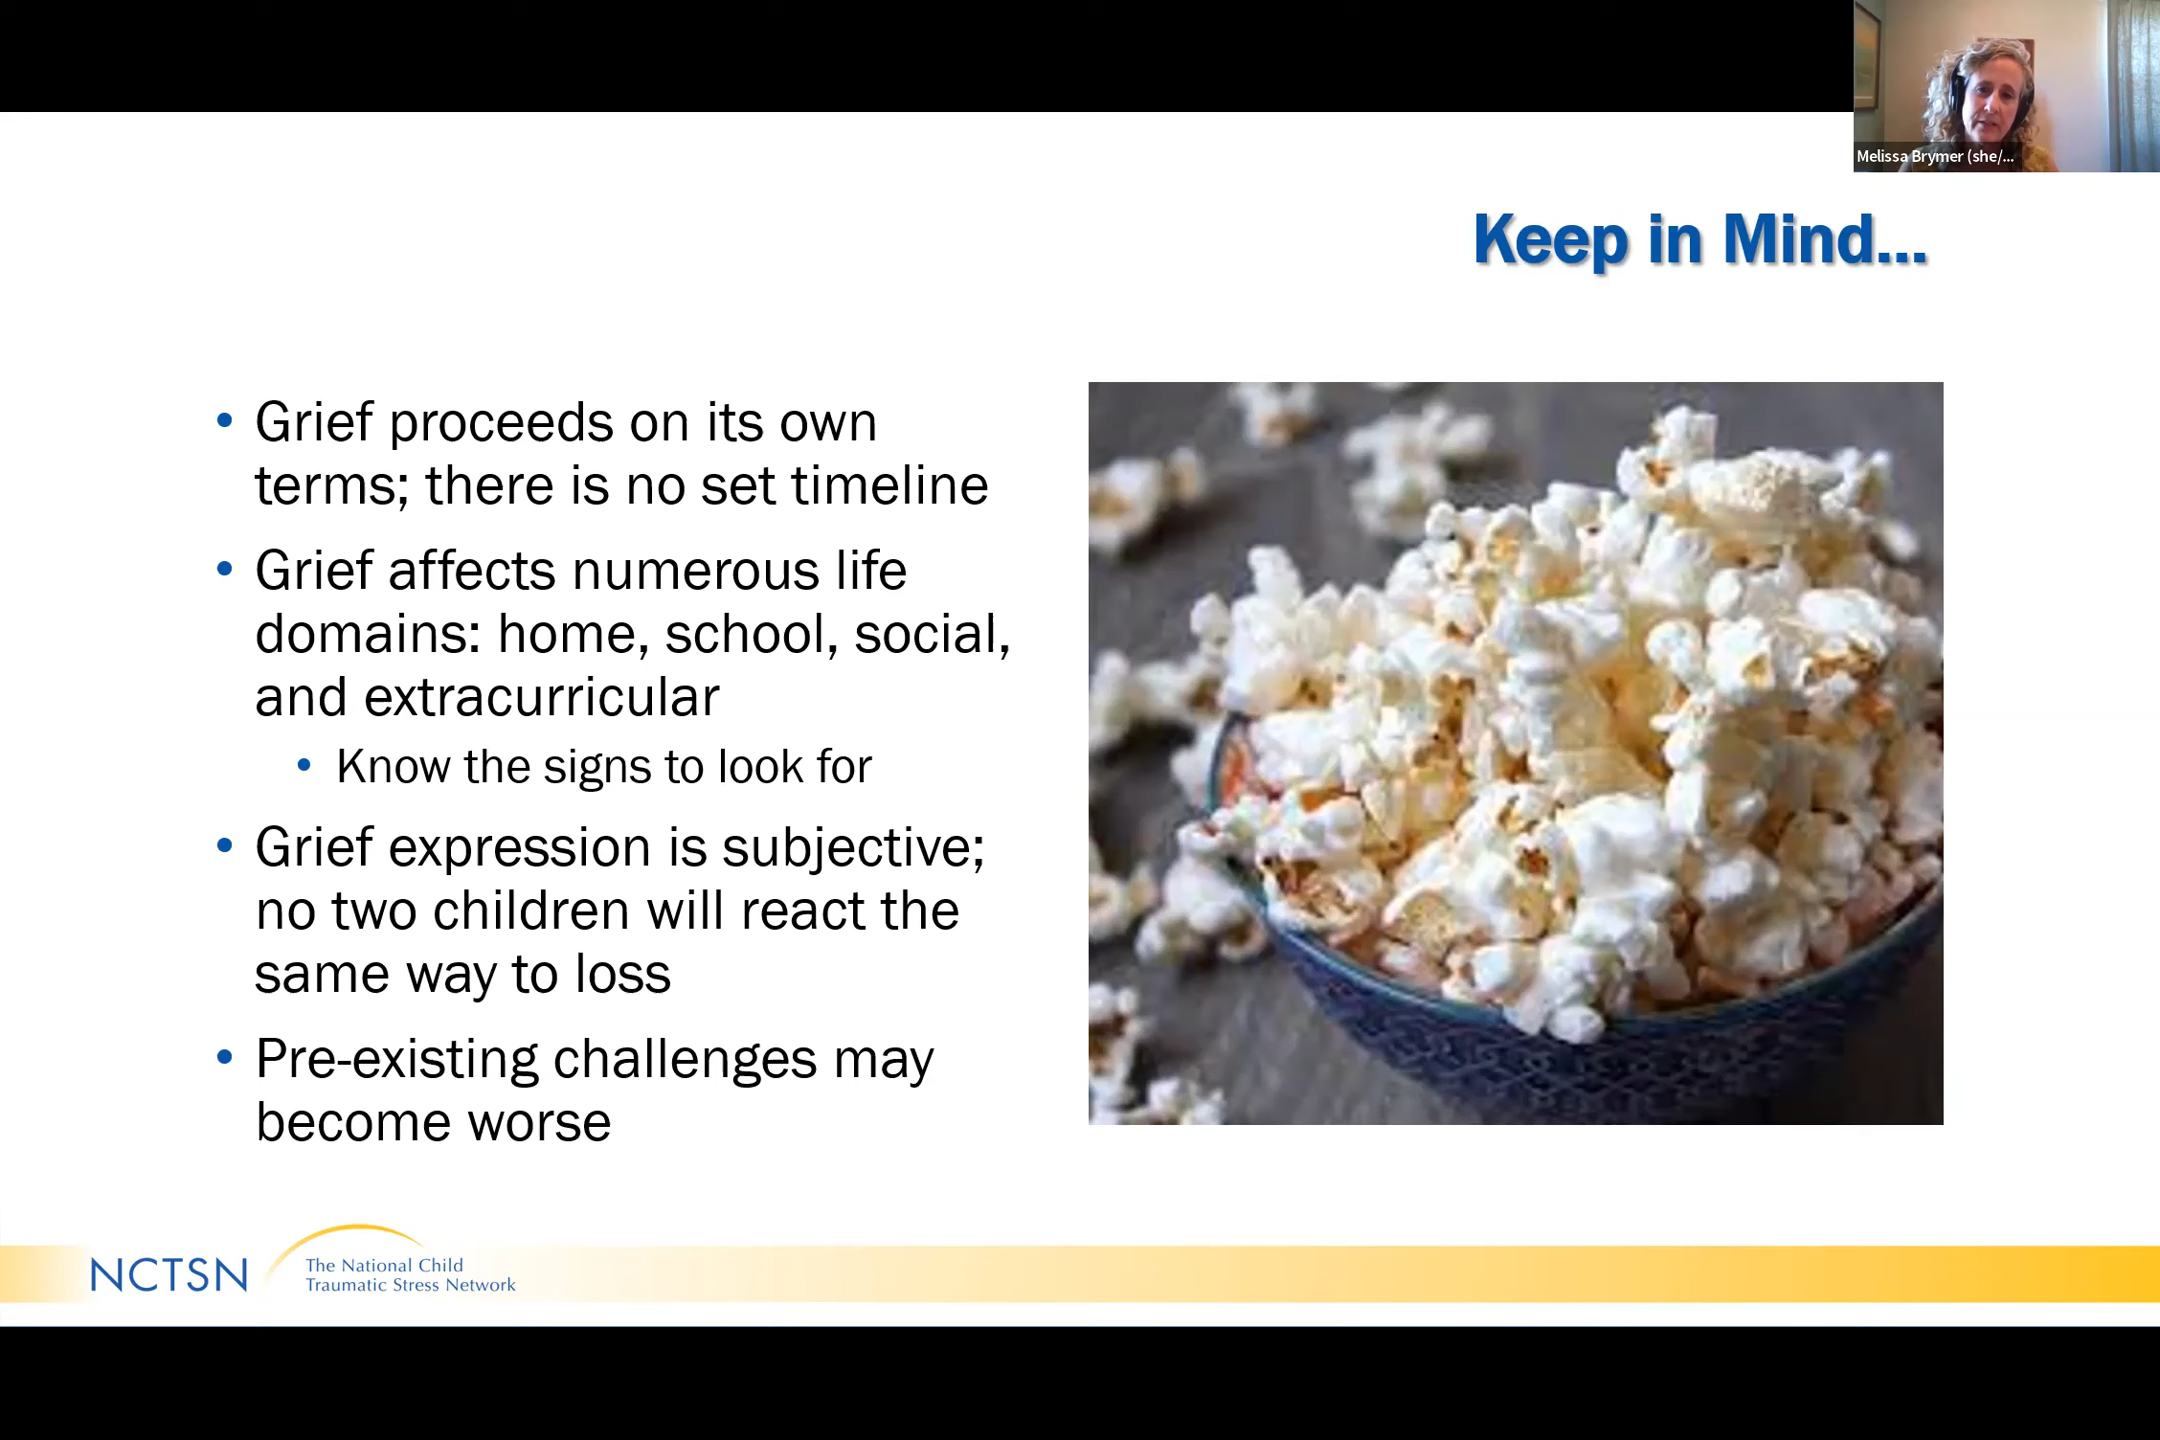 Melissa Brymer (she/...
Keep in Mind...
• Grief proceeds on its own
terms; there is no set timeline
• Grief affects numerous life
domains: home, school, social,
and extracurricular
• Know the signs to look for
• Grief expression is subjective;
no two children will react the
same way to loss
• Pre-existing challenges may
become worse
NCTSN
The National Child
Traumatic Stress Network